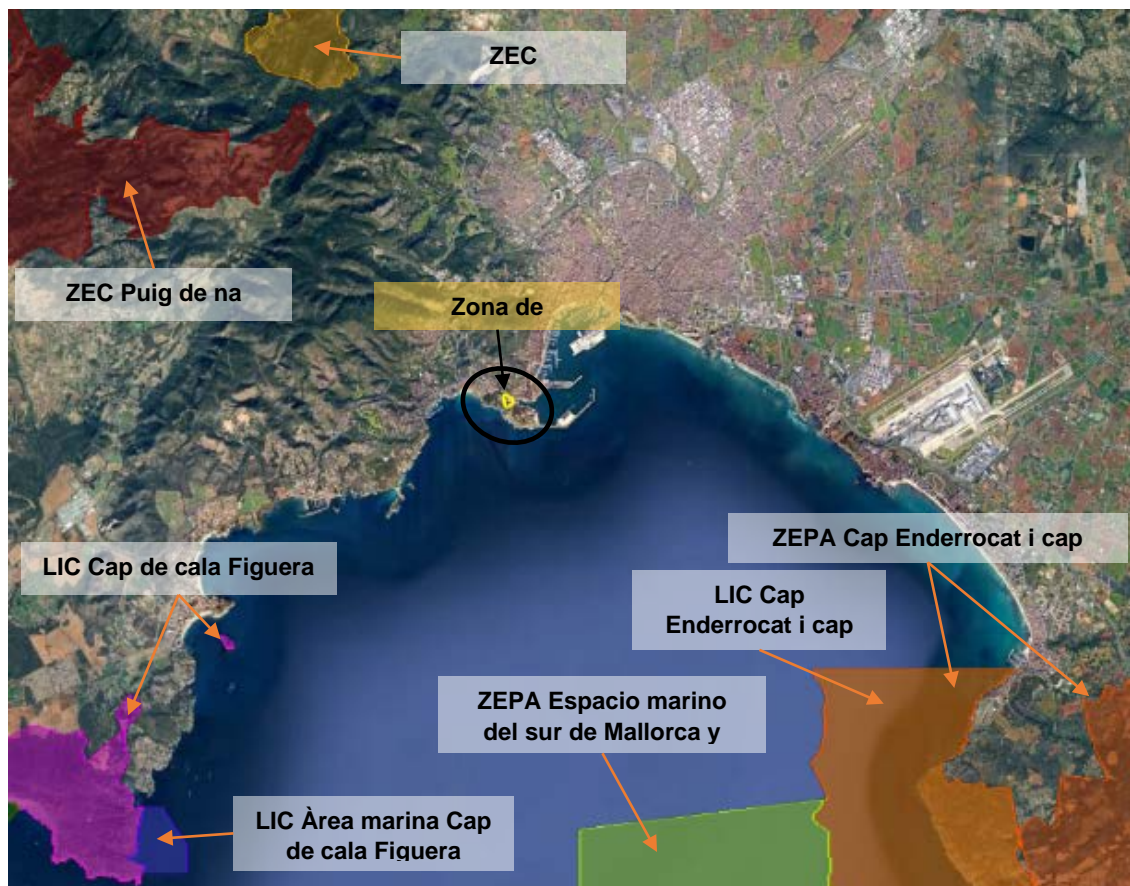 ZEC
ZEC Puig de na
Zona de
ZEPA Cap Enderrocat i cap
LIC Cap de cala Figuera
LIC Cap
Enderrocat i cap
ZEPA Espacio marino
del sur de Mallorca y
LIC Àrea marina Cap
de cala Figuera